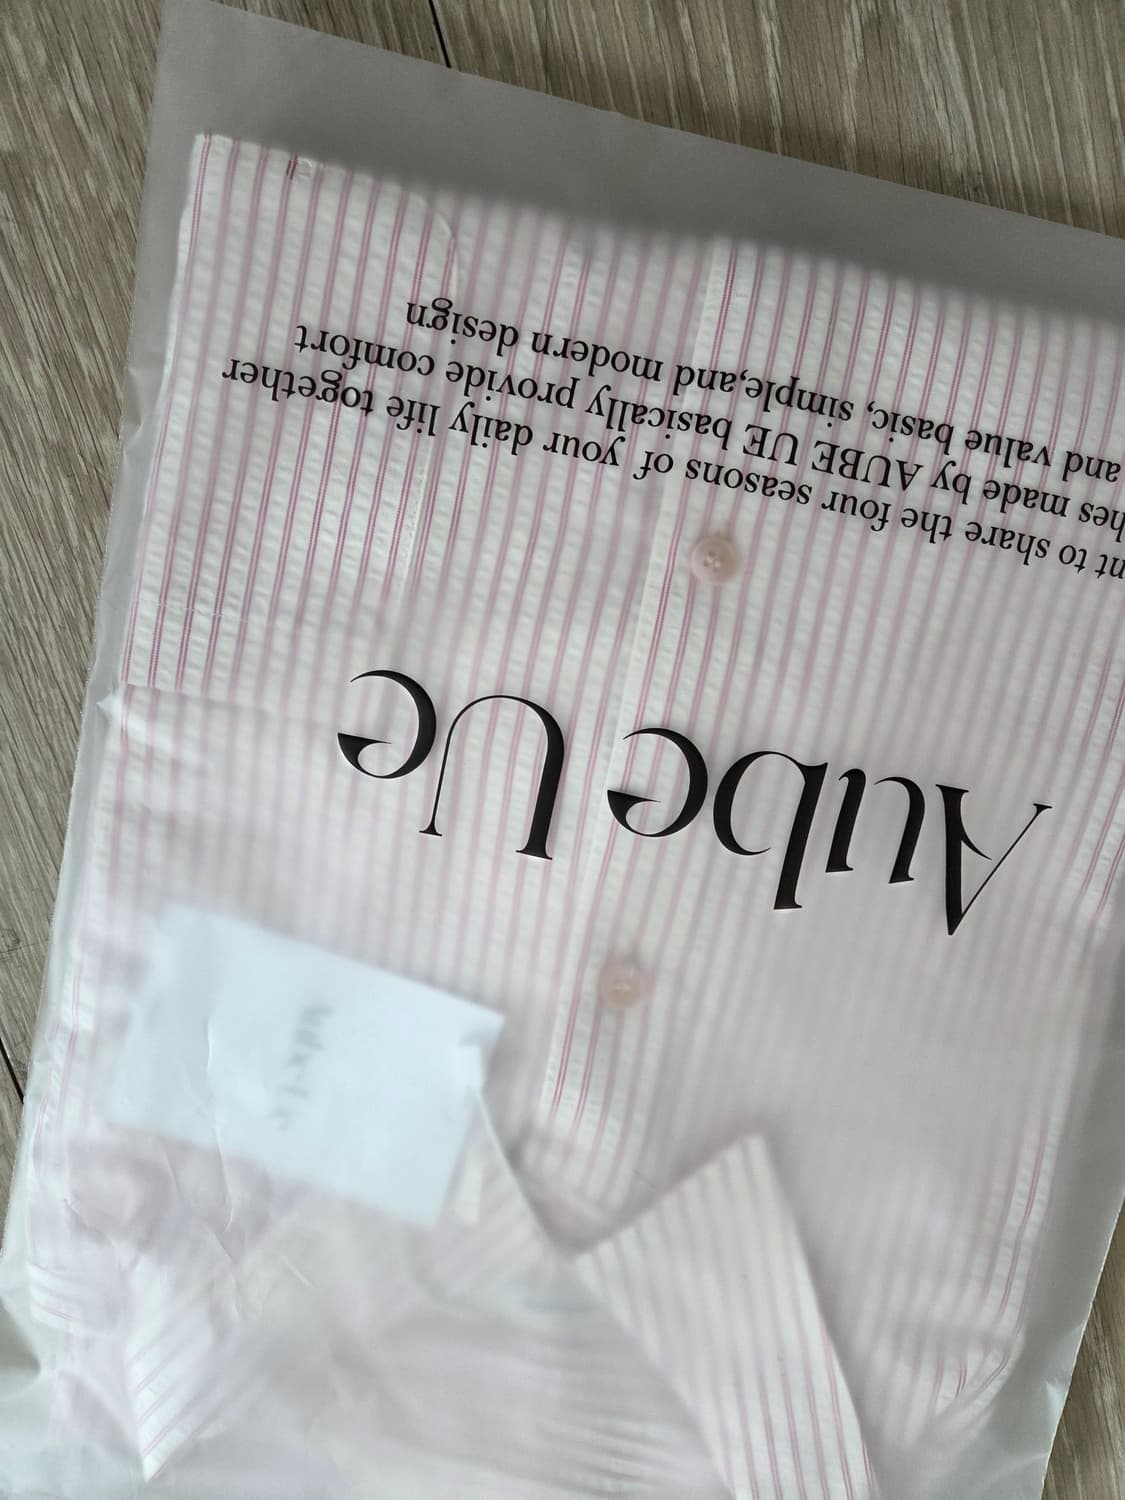 Aube Ue
nt to share the four seasons of your daily life together
hes made by AUBE UE basically provide comfort
and value basic, simple,and modern design